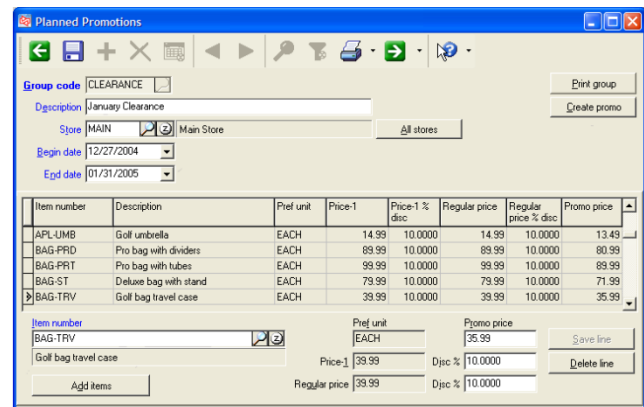 Planned Promotions
Group code CLEARANCE Print group
Description January Clearance Create promo
Store MAIN Main Store All stores
Begin date 12/27/2004
End date 01/31/2005
Item number Description Pref unit Price-1 Price-1 % disc Regular price Regular price % disc Promo price
APL-UMB Golf umbrella EACH 14.99 10.0000 14.99 10.0000 13.49
BAG-PRD Pro bag with dividers EACH 89.99 10.0000 89.99 10.0000 80.99
BAG-PRT Pro bag with tubes EACH 99.99 10.0000 99.99 10.0000 89.99
BAG-ST Deluxe bag with stand EACH 79.99 10.0000 79.99 10.0000 71.99
BAG-TRV Golf bag travel case EACH 39.99 10.0000 39.99 10.0000 35.99
Item number Pref unit Promo price
BAG-TRV EACH 35.99 Save line
Golf bag travel case Price-1 39.99 Disc % 10.0000 Delete line
Add items Regular price 39.99 Disc % 10.0000